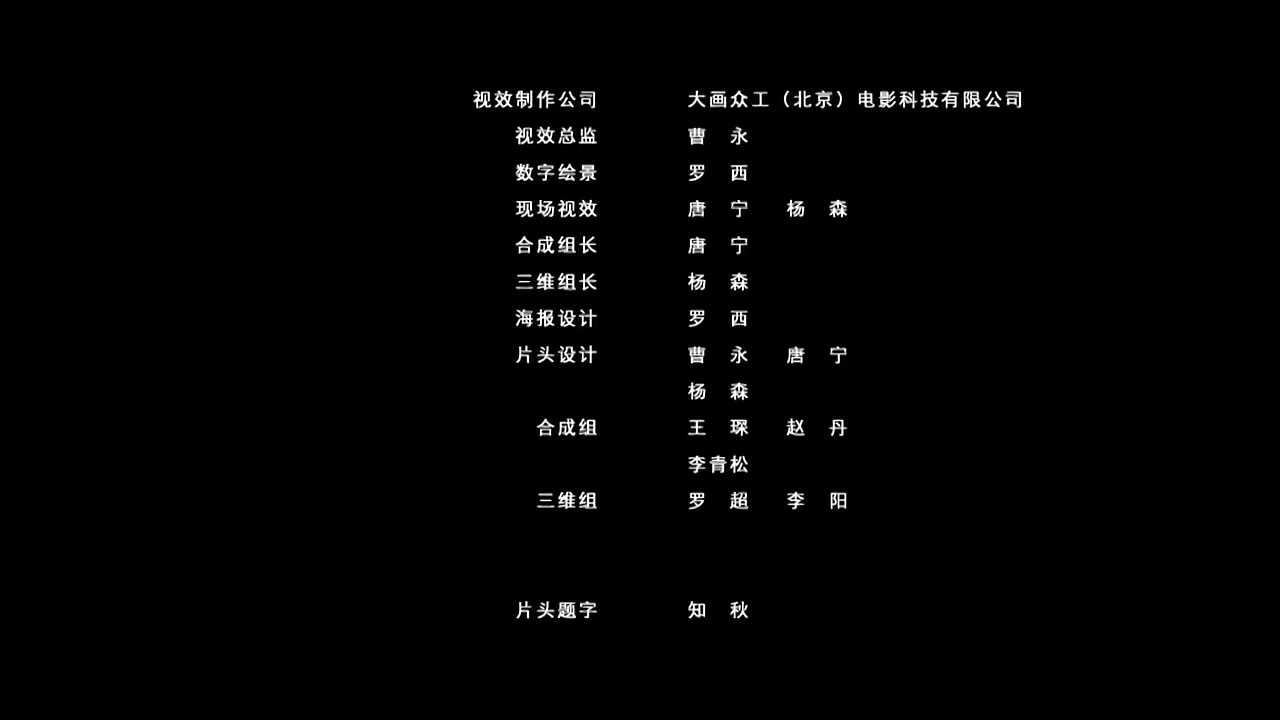 视效制作公司 大画众工（北京）电影科技有限公司
视效总监 曹 永
数字绘景 罗 西
现场视效 唐 宁 杨 森
合成组长 唐 宁
三维组长 杨 森
海报设计 罗 西
片头设计 曹 永 唐 宁
杨 森
合成组 王 琛 赵 丹
李青松
三维组 罗 超 李 阳
片头题字 知 秋